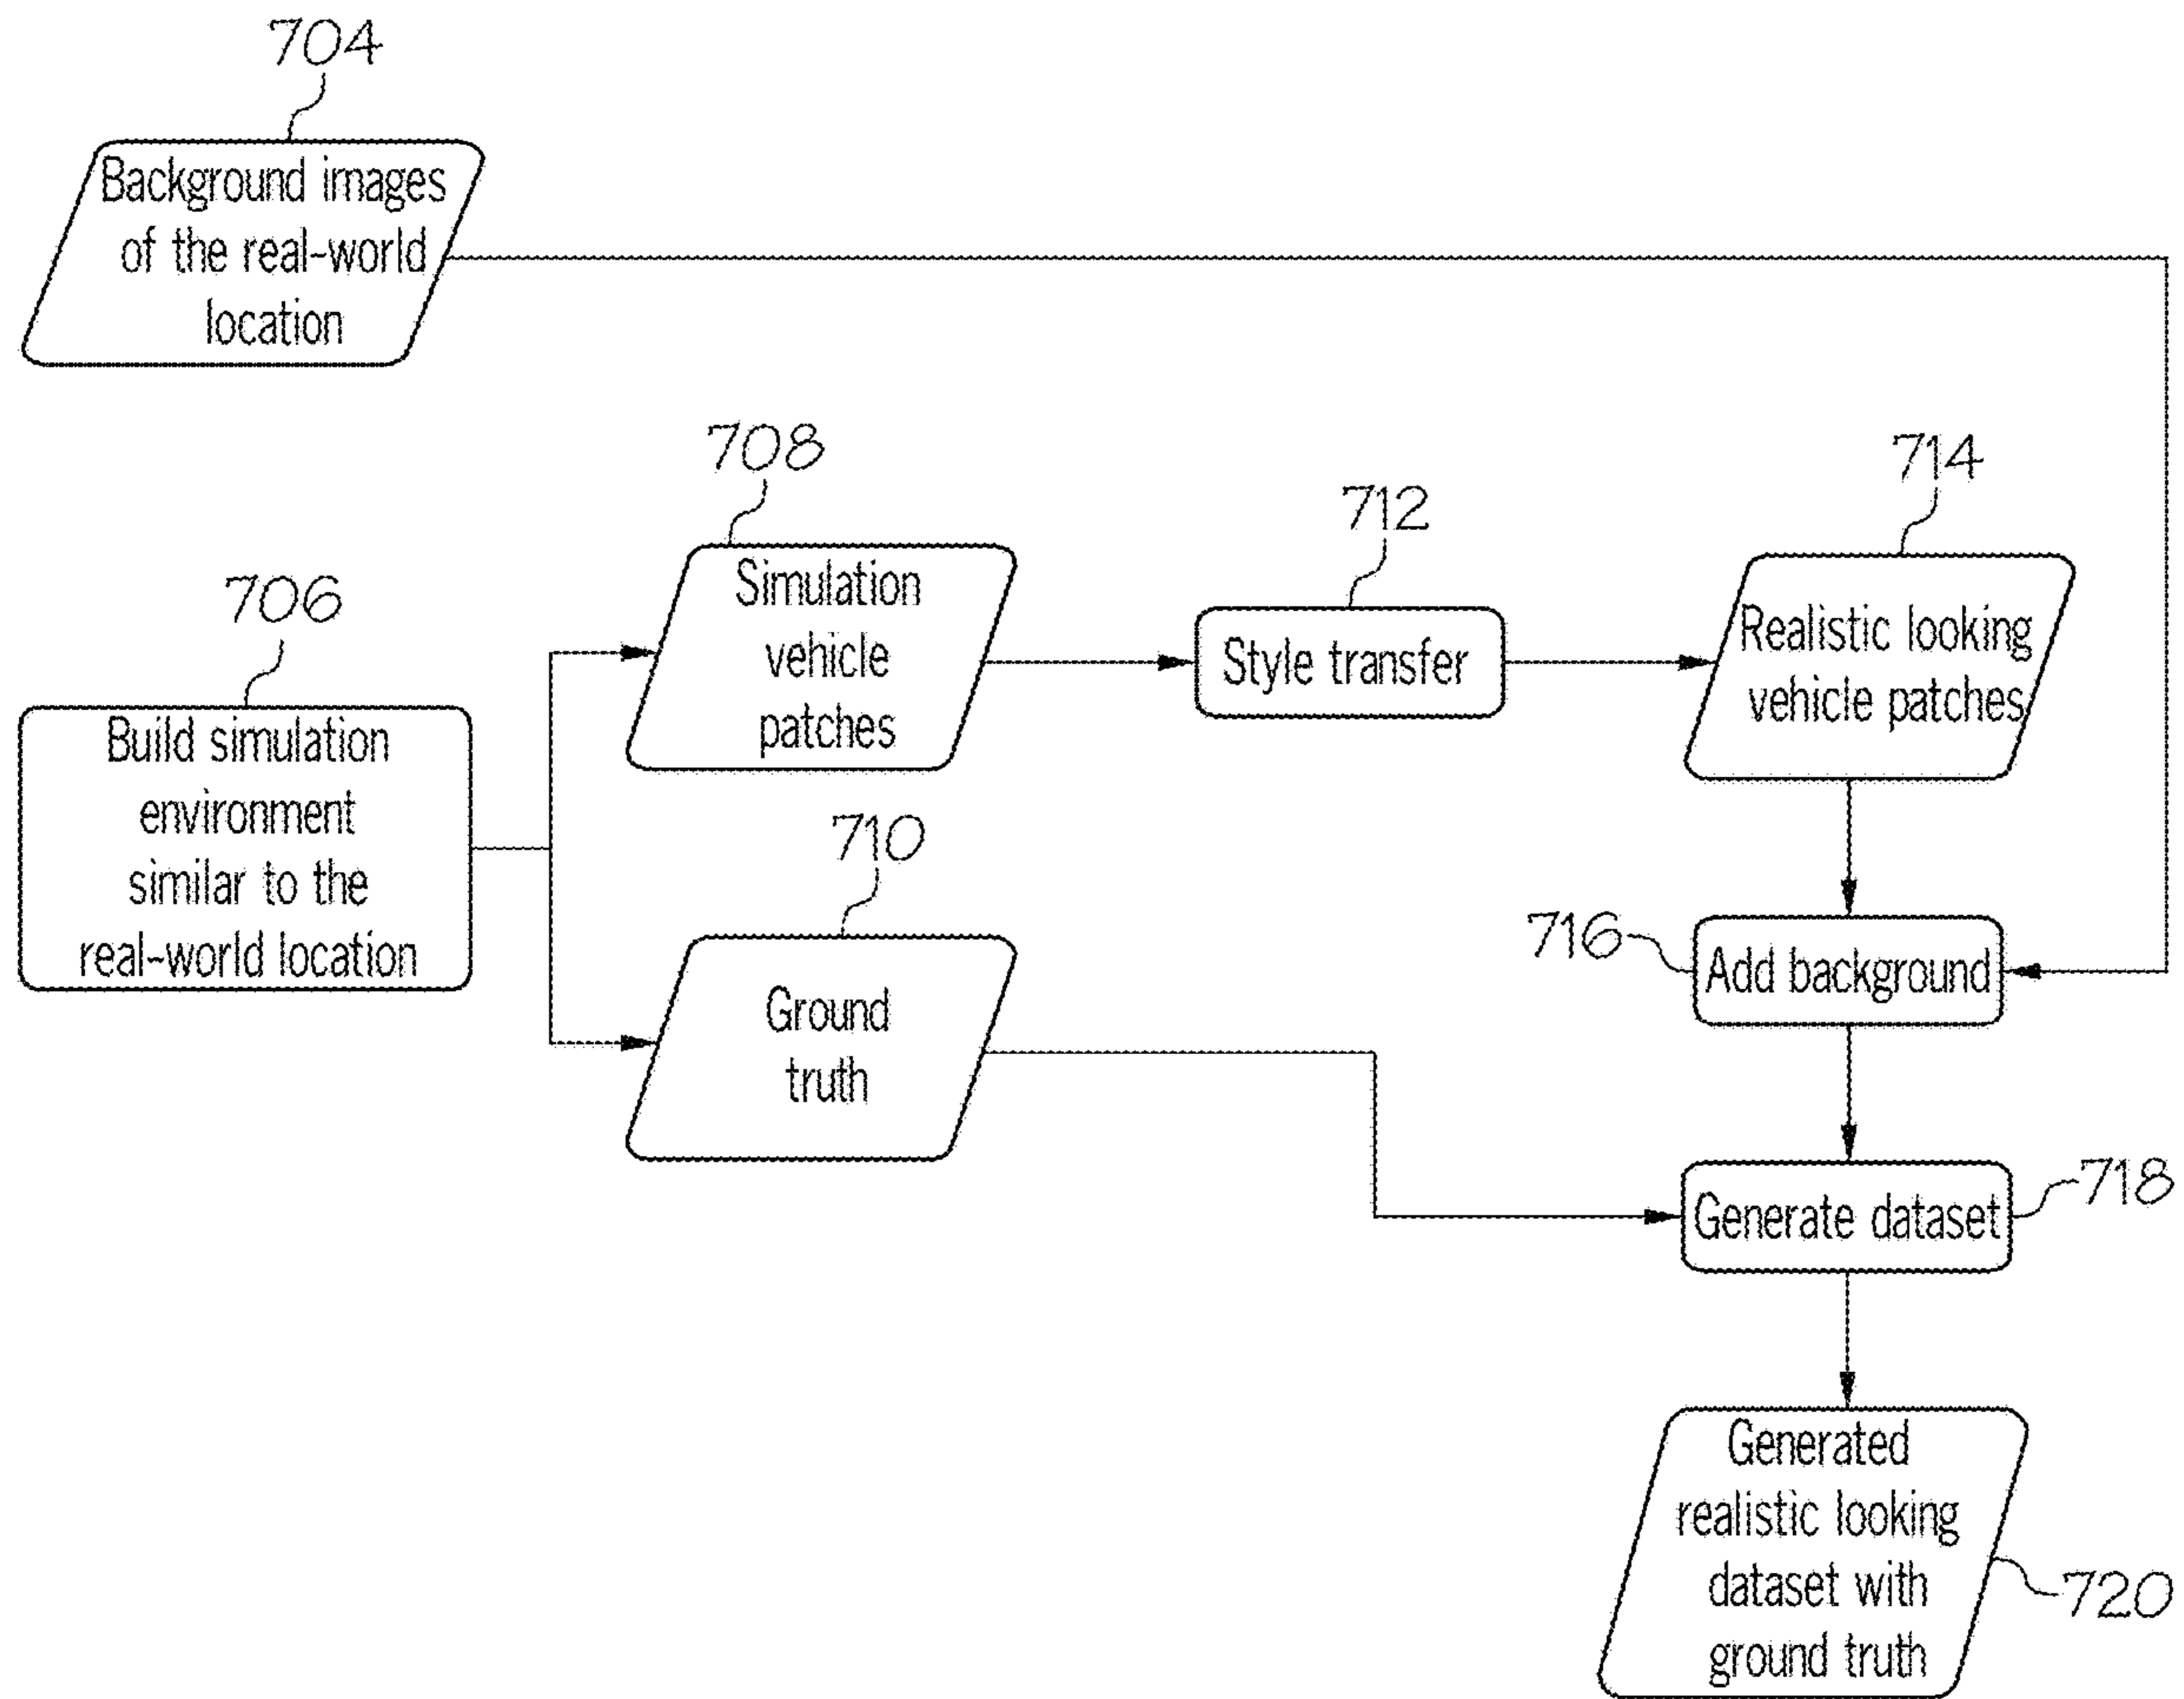 704
Background images
of the real-world
location
708
Simulation
vehicle
patches
712
Style transfer
714
Realistic looking
vehicle patches
706
Build simulation
environment
similar to the
real-world location
710
Ground
truth
716
Add background
718
Generate dataset
Generated
realistic looking
dataset with
ground truth
720